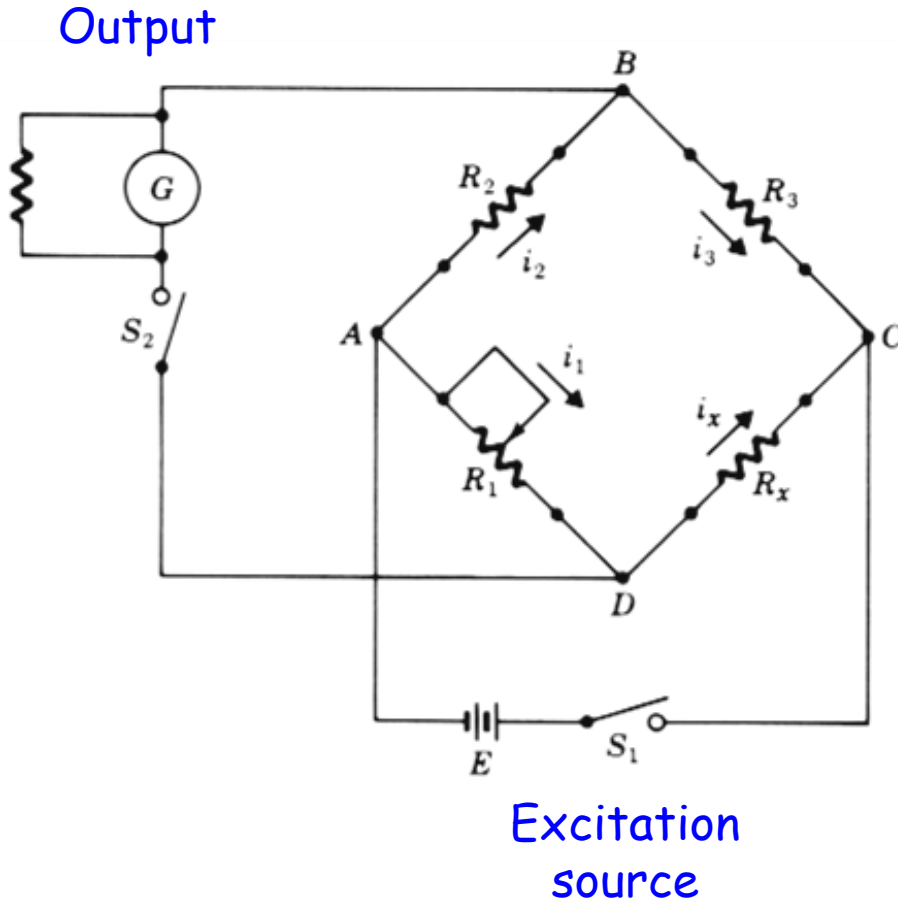 Output
B
G
R2
R3
i2
i3
S2
A
C
i1
ix
R1
Rx
D
E
S1
Excitation
source